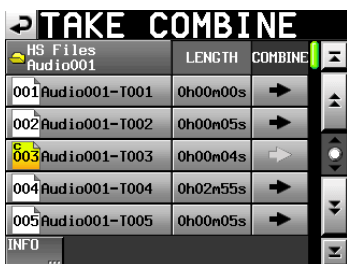 TAKE COMBINE
HS Files
Audio001
LENGTH COMBINE
001 Audio001-T001 0h00m00s
002 Audio001-T002 0h00m05s
C
003 Audio001-T003 0h00m04s
004 Audio001-T004 0h02m55s
005 Audio001-T005 0h00m05s
INFO